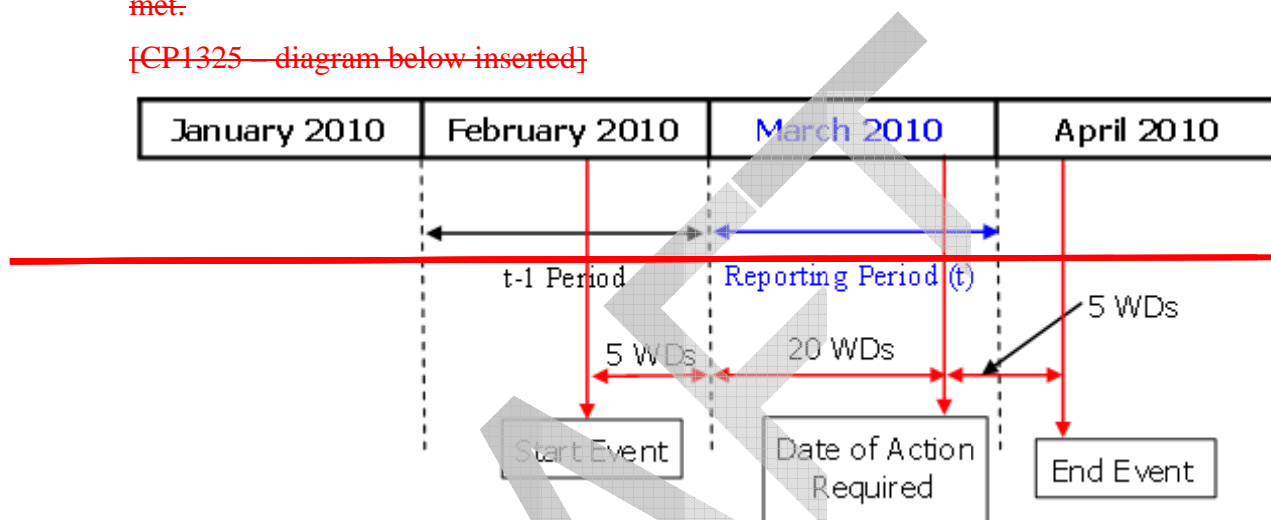 met.
[CP1325 – diagram below inserted]
January 2010 February 2010 March 2010 April 2010
t-1 Period Reporting Period (t)
5 WDs
5 WDs 20 WDs
Start Event
Date of Action
Required
End Event